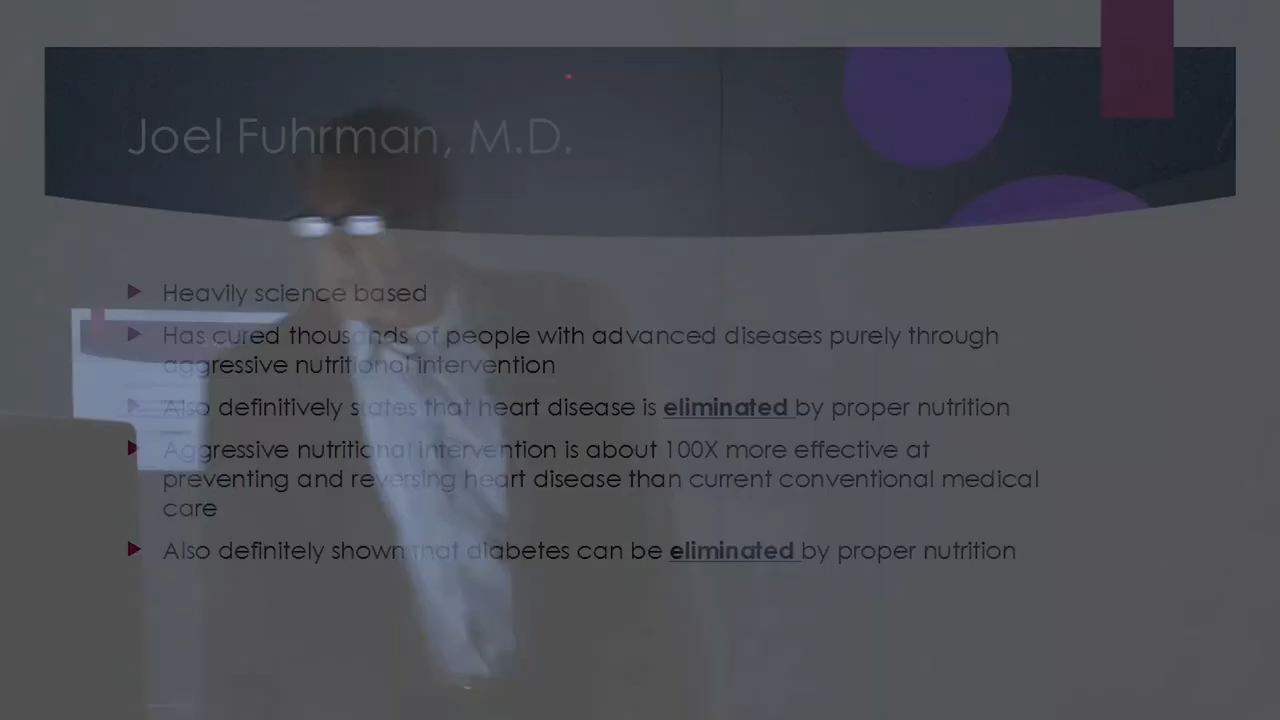 Joel Fuhrman, M.D.
Heavily science based
Has cured thousands of people with advanced diseases purely through
aggressive nutritional intervention
Also definitively states that heart disease is eliminated by proper nutrition
Aggressive nutritional intervention is about 100X more effective at
preventing and reversing heart disease than current conventional medical
care
Also definitely shown that diabetes can be eliminated by proper nutrition